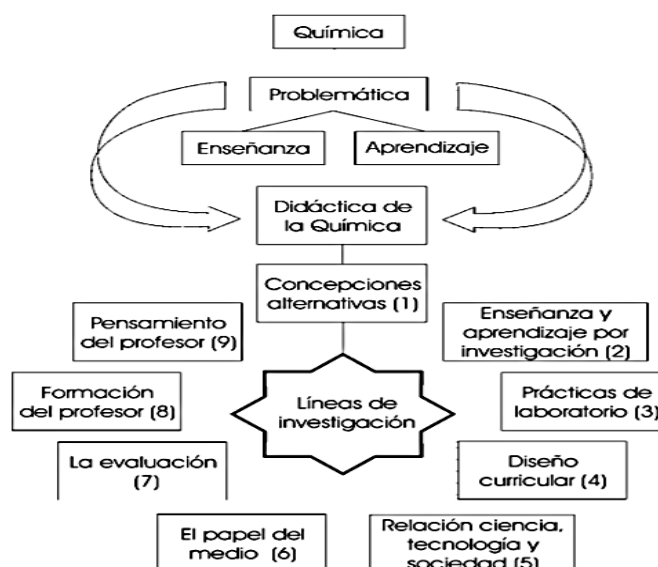 Química
Problemática
Enseñanza
Aprendizaje
Didáctica de
la Química
Concepciones
alternativas (1)
Enseñanza y
aprendizaje por
investigación (2)
Prácticas de
laboratorio (3)
Diseño
curricular (4)
Relación ciencia,
tecnología y
sociedad (5)
El papel del
medio (6)
La evaluación
(7)
Formación
del profesor (8)
Pensamiento
del profesor (9)
Líneas de
investigación